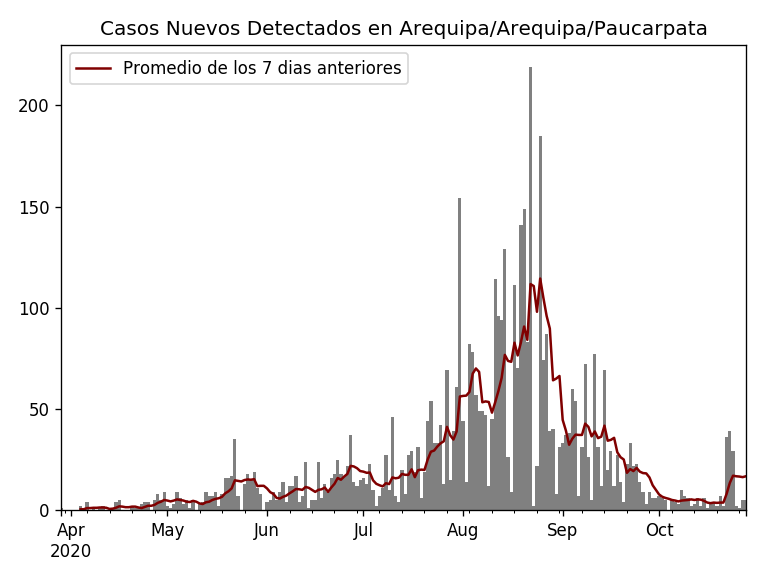 Casos Nuevos Detectados en Arequipa/Arequipa/Paucarpata
Promedio de los 7 dias anteriores
200
150
100
50
0
Apr May Jun Jul Aug Sep Oct
2020